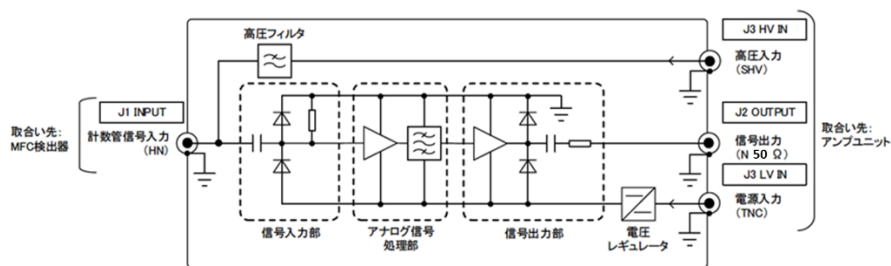 高圧フィルタ
J3 HV IN
高圧入力
(SHV)
J1 INPUT
取合い先:
MFC検出器
計数管信号入力
(HN)
J2 OUTPUT
信号出力
(N 50 Ω)
取合い先:
アンプユニット
J3 LV IN
電源入力
(TNC)
信号入力部
アナログ信号
処理部
信号出力部
電圧
レギュレータ